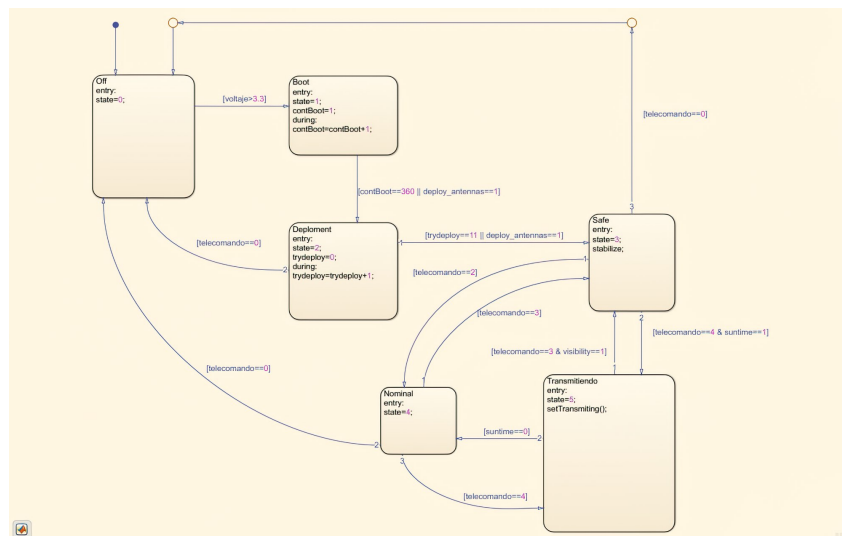 Off
entry:
state=0;
[voltaje>3.3]
Boot
entry:
state=1;
contBoot=1;
during:
contBoot=contBoot+1;
[telecomando==0]
[contBoot==360 || deploy_antennas==1]
Deploment
entry:
state=2;
trydeploy=0;
during:
trydeploy=trydeploy+1;
1
[trydeploy==11 || deploy_antennas==1]
[telecomando==0]
2
3
Safe
entry:
state=3;
stabilize;
1
[telecomando==2]
[telecomando==3]
2
[telecomando==4 & suntime==1]
[telecomando==3 & visibility==1]
1
[telecomando==0]
1
Nominal
entry:
state=4;
2
3
Transmitiendo
entry:
state=5;
setTransmiting();
[suntime==0]
2
[telecomando==4]